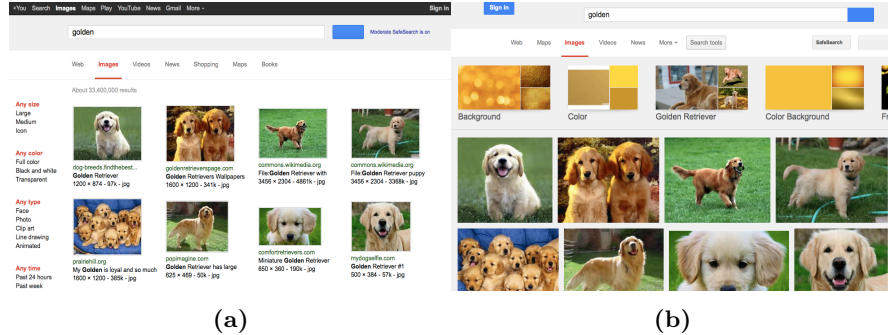 +You Search Images Maps Play YouTube News Gmail More -
Sign in
golden
Moderate SafeSearch is on
Web Images Videos News Shopping Maps Books
About 33,400,000 results
Any size
Large
Medium
Icon
Any color
Full color
Black and white
Transparent
Any type
Face
Photo
Clip art
Line drawing
Animated
Any time
Past 24 hours
Past week
dog-breeds.findthebest...
Golden Retriever
1200 × 874 - 97k - jpg
goldenretrieverspage.com
Golden Retrievers Wallpapers
1600 × 1200 - 341k - jpg
commons.wikimedia.org
File:Golden Retriever with
3456 × 2304 - 4861k - jpg
commons.wikimedia.org
File:Golden Retriever puppy
3456 × 2304 - 3368k - jpg
prairiehill.org
My Golden is loyal and so much
1600 × 1200 - 385k - jpg
popimagine.com
Golden Retriever has large
625 × 469 - 50k - jpg
comfortretrievers.com
Miniature Golden Retriever
650 × 360 - 190k - jpg
mydogselfie.com
Golden Retriever #1
500 × 384 - 57k - jpg
(a)
Sign in
golden
Web Maps Images Videos News More Search tools
SafeSearch
Background
Color
Golden Retriever
Color Background
(b)